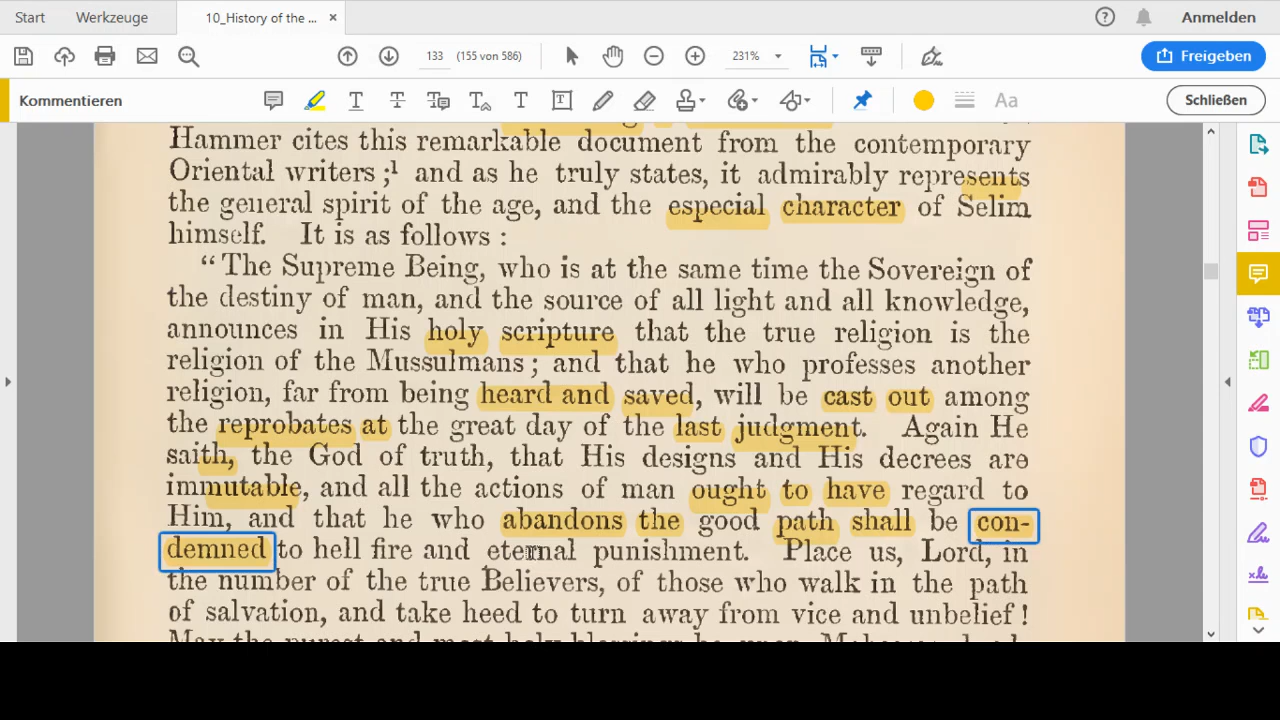 Start
Werkzeuge
10_History of the ...
Anmelden
133 (155 von 586)
231%
Freigeben
Kommentieren
Aa
Schließen
Hammer cites this remarkable document from the contemporary
Oriental writers ;¹ and as he truly states, it admirably represents
the general spirit of the age, and the especial character of Selim
himself. It is as follows :
“ The Supreme Being, who is at the same time the Sovereign of
the destiny of man, and the source of all light and all knowledge,
announces in His holy scripture that the true religion is the
religion of the Mussulmans ; and that he who professes another
religion, far from being heard and saved, will be cast out among
the reprobates at the great day of the last judgment. Again He
saith, the God of truth, that His designs and His decrees are
immutable, and all the actions of man ought to have regard to
Him, and that he who abandons the good path shall be con-
demned to hell fire and eternal punishment. Place us, Lord, in
the number of the true Believers, of those who walk in the path
of salvation, and take heed to turn away from vice and unbelief !
May the purest and most holy blessings be upon